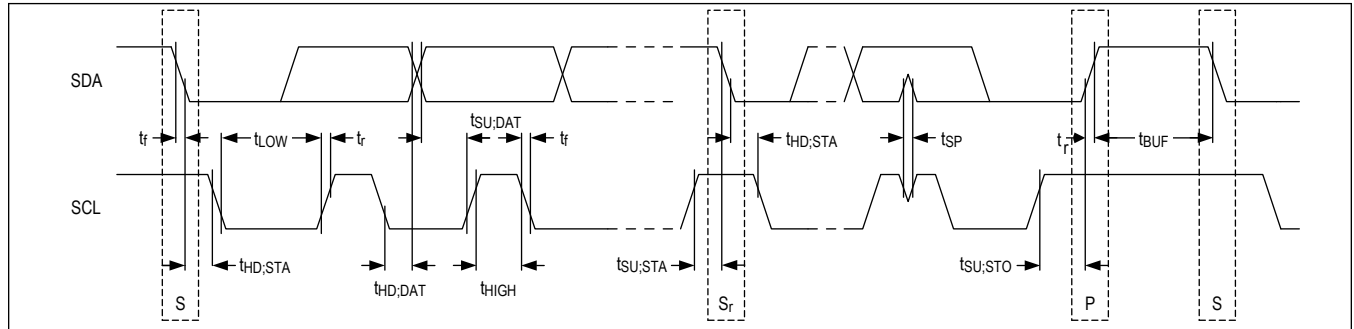 SDA
tf
tLOW
tr
tSU;DAT
tf
tHD;STA
tSP
tr
tBUF
SCL
tHD;STA
tHD;DAT
tHIGH
tSU;STA
tSU;STO
S
Sr
P
S